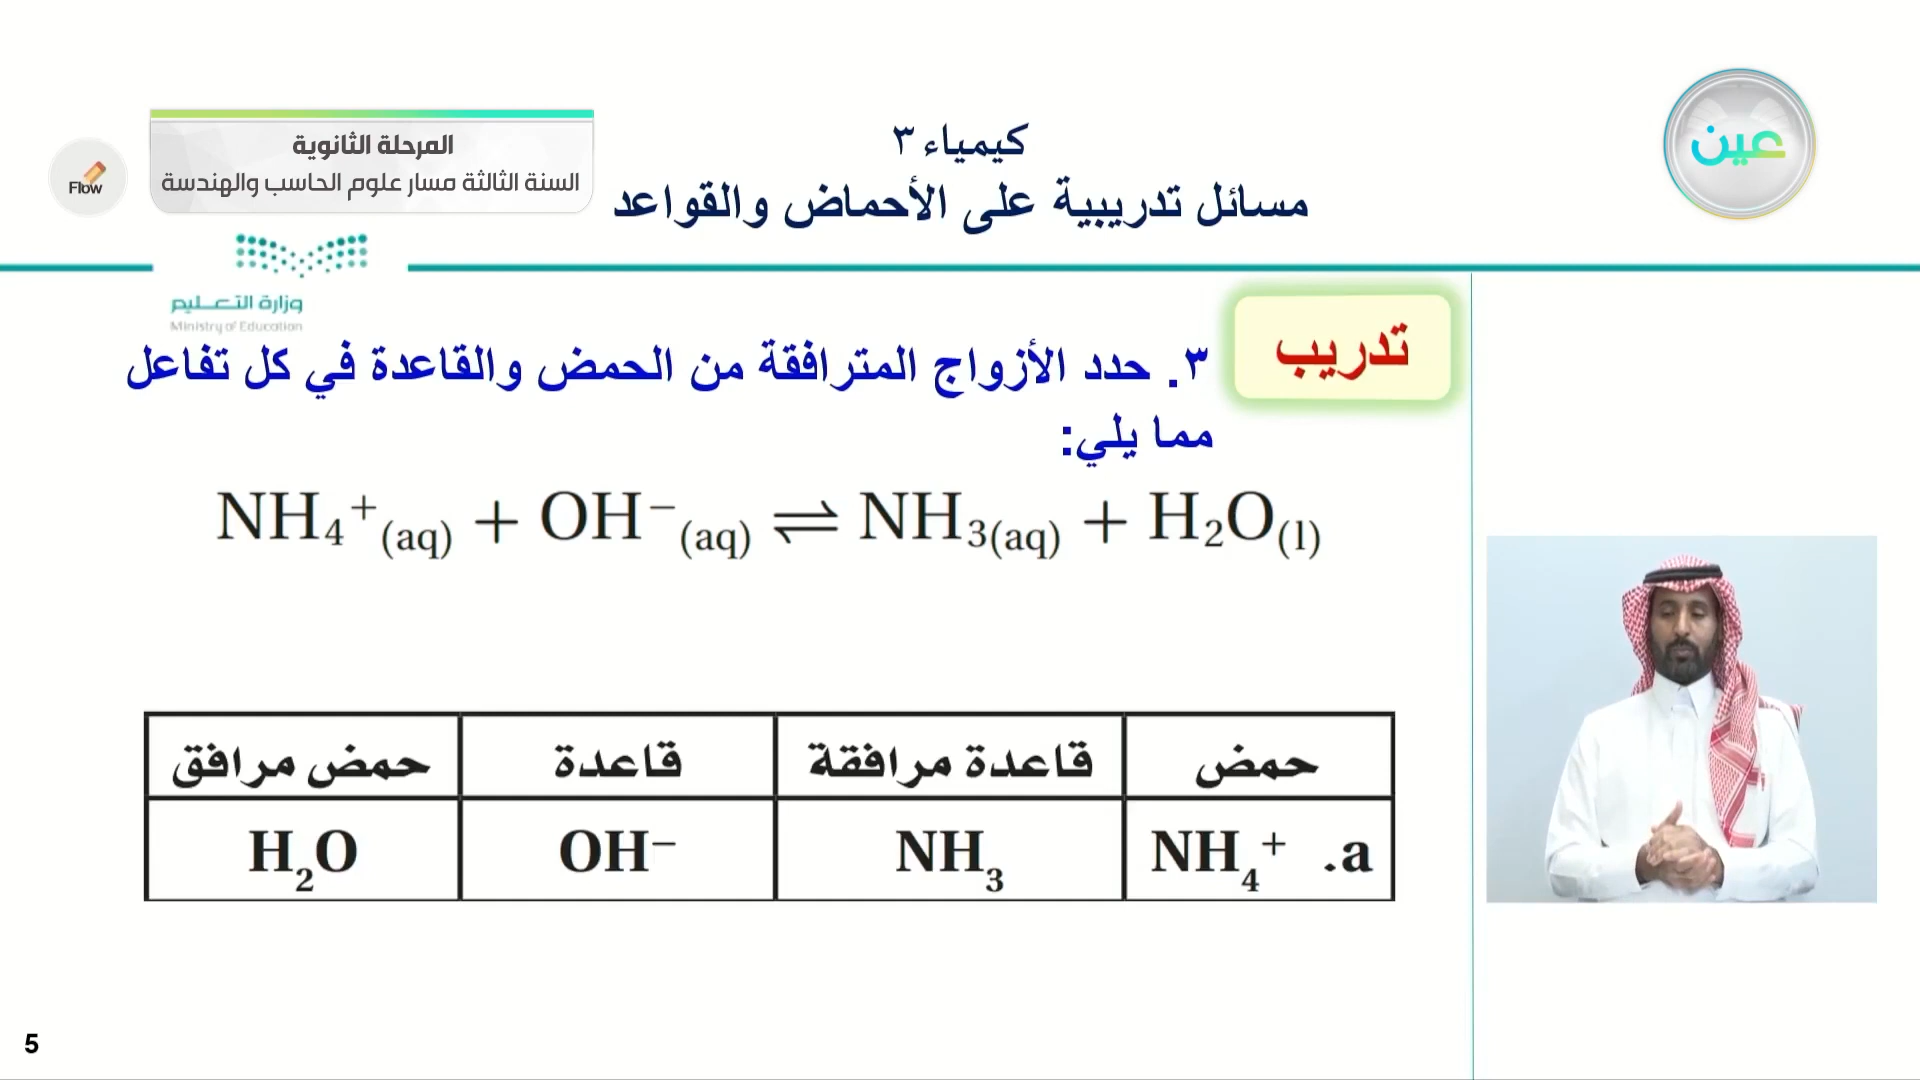 عين
كيمياء ٣
مسائل تدريبية على الأحماض والقواعد
المرحلة الثانوية
السنة الثالثة مسار علوم الحاسب والهندسة
Flow
وزارة التعليم
Ministry of Education
تدريب
٣. حدد الأزواج المترافقة من الحمض والقاعدة في كل تفاعل
مما يلي:
NH₄⁺(aq) + OH⁻(aq) ⇌ NH₃(aq) + H₂O(l)
حمض قاعدة مرافقة قاعدة حمض مرافق
a. NH₄⁺ NH₃ OH⁻ H₂O
5